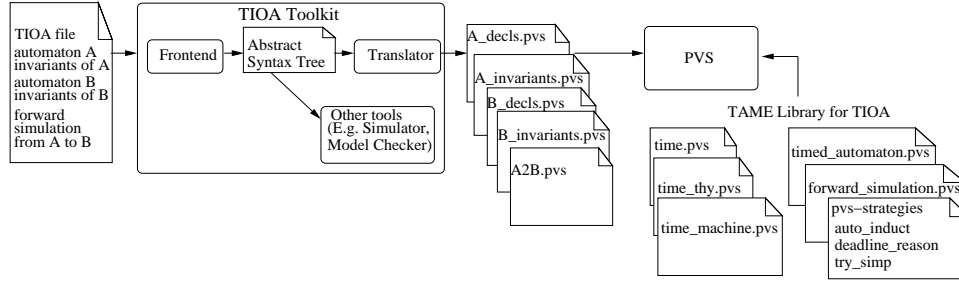 TIOA file
automaton A
invariants of A
automaton B
invariants of B
forward
simulation
from A to B
TIOA Toolkit
Frontend
Abstract
Syntax Tree
Translator
Other tools
(E.g. Simulator,
Model Checker)
A_decls.pvs
A_invariants.pvs
B_decls.pvs
B_invariants.pvs
A2B.pvs
PVS
TAME Library for TIOA
time.pvs
time_thy.pvs
time_machine.pvs
timed_automaton.pvs
forward_simulation.pvs
pvs-strategies
auto_induct
deadline_reason
try_simp